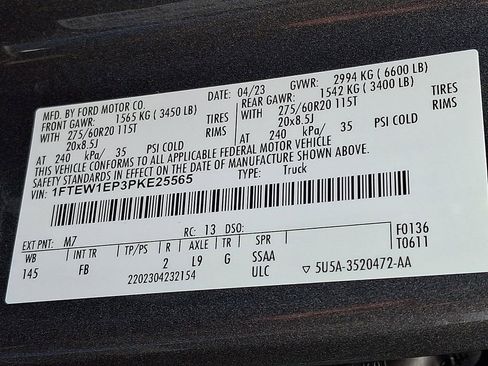 MFD. BY FORD MOTOR CO.
DATE: 04/23
GVWR: 2994 KG ( 6600 LB)
FRONT GAWR: 1565 KG ( 3450 LB)
REAR GAWR: 1542 KG ( 3400 LB)
WITH 275/60R20 115T TIRES
275/60R20 115T TIRES
20x8.5J RIMS
20x8.5J RIMS
AT 240 kPa/ 35 PSI COLD
AT 240 kPa/ 35 PSI COLD
THIS VEHICLE CONFORMS TO ALL APPLICABLE FEDERAL MOTOR VEHICLE
SAFETY STANDARDS IN EFFECT AS OF THE DATE OF MANUFACTURE SHOWN ABOVE.
VIN: 1FTEW1EP3PKE25565
TYPE: Truck
EXT PNT: M7 RC: 13 DSO: F0136
WB INT TR TP/PS R AXLE TR SPR T0611
145 FB 2 L9 G SSAA
2202304232154 ULC ▽ 5U5A-3520472-AA